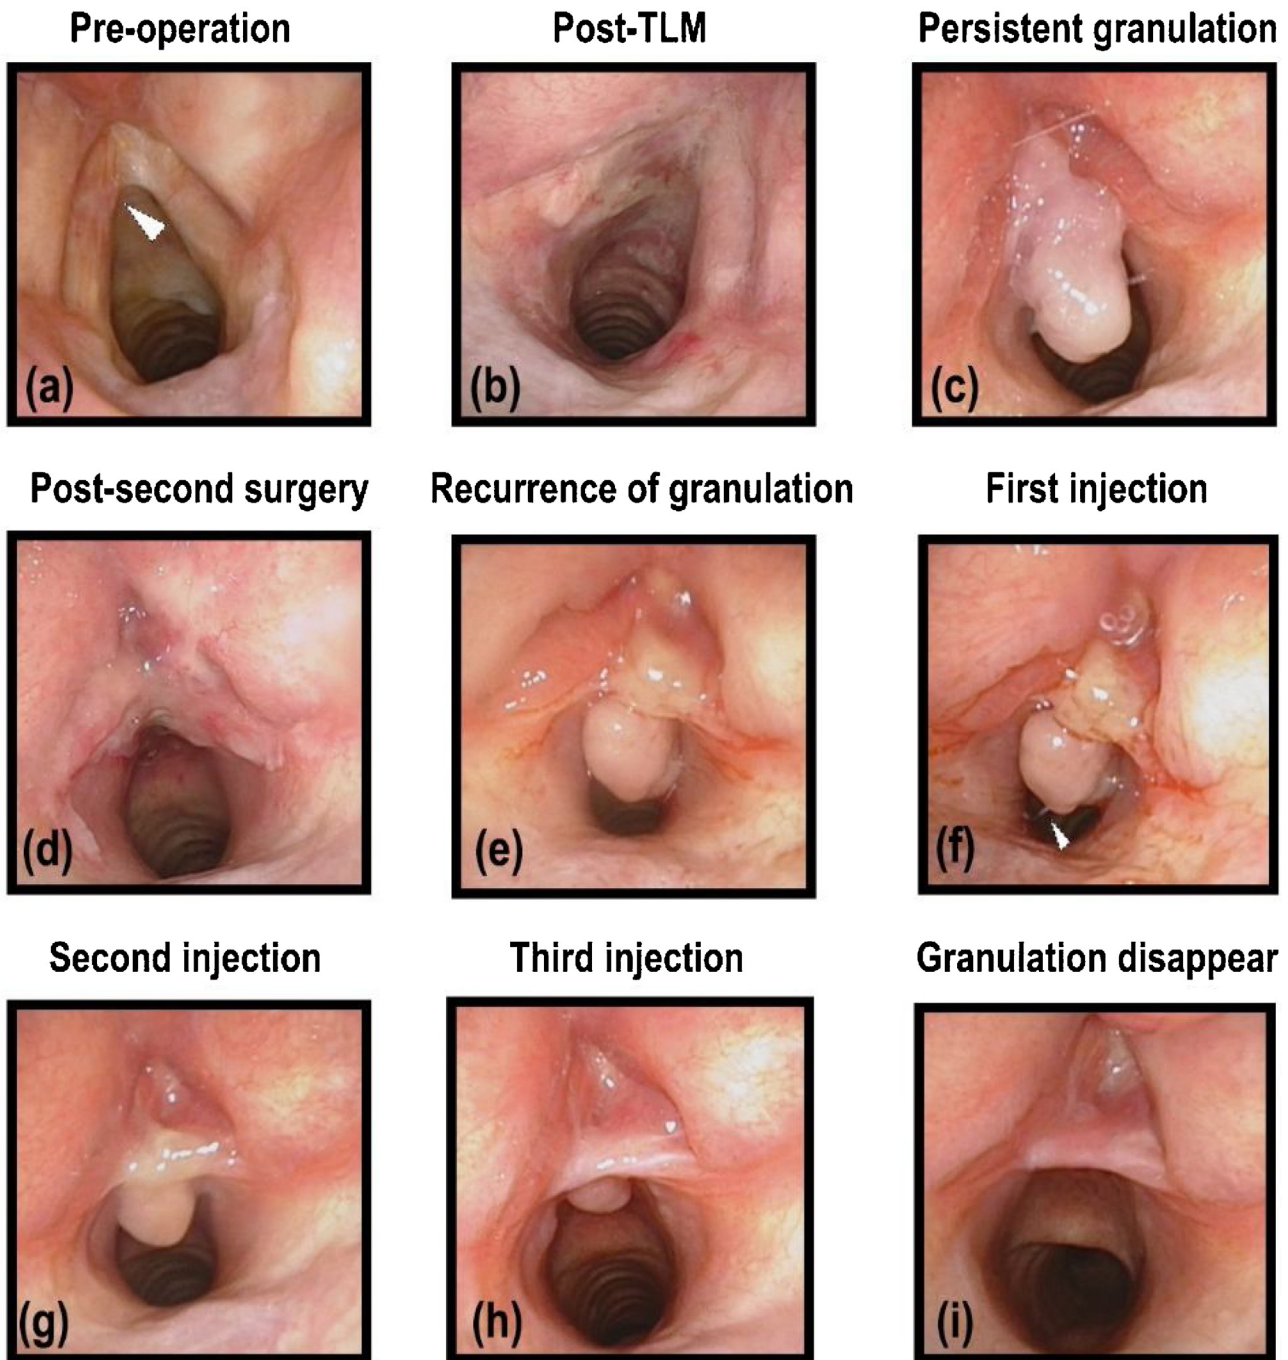 Pre-operation
Post-TLM
Persistent granulation
(a)
(b)
(c)
Post-second surgery
Recurrence of granulation
First injection
(d)
(e)
(f)
Second injection
Third injection
Granulation disappear
(g)
(h)
(i)